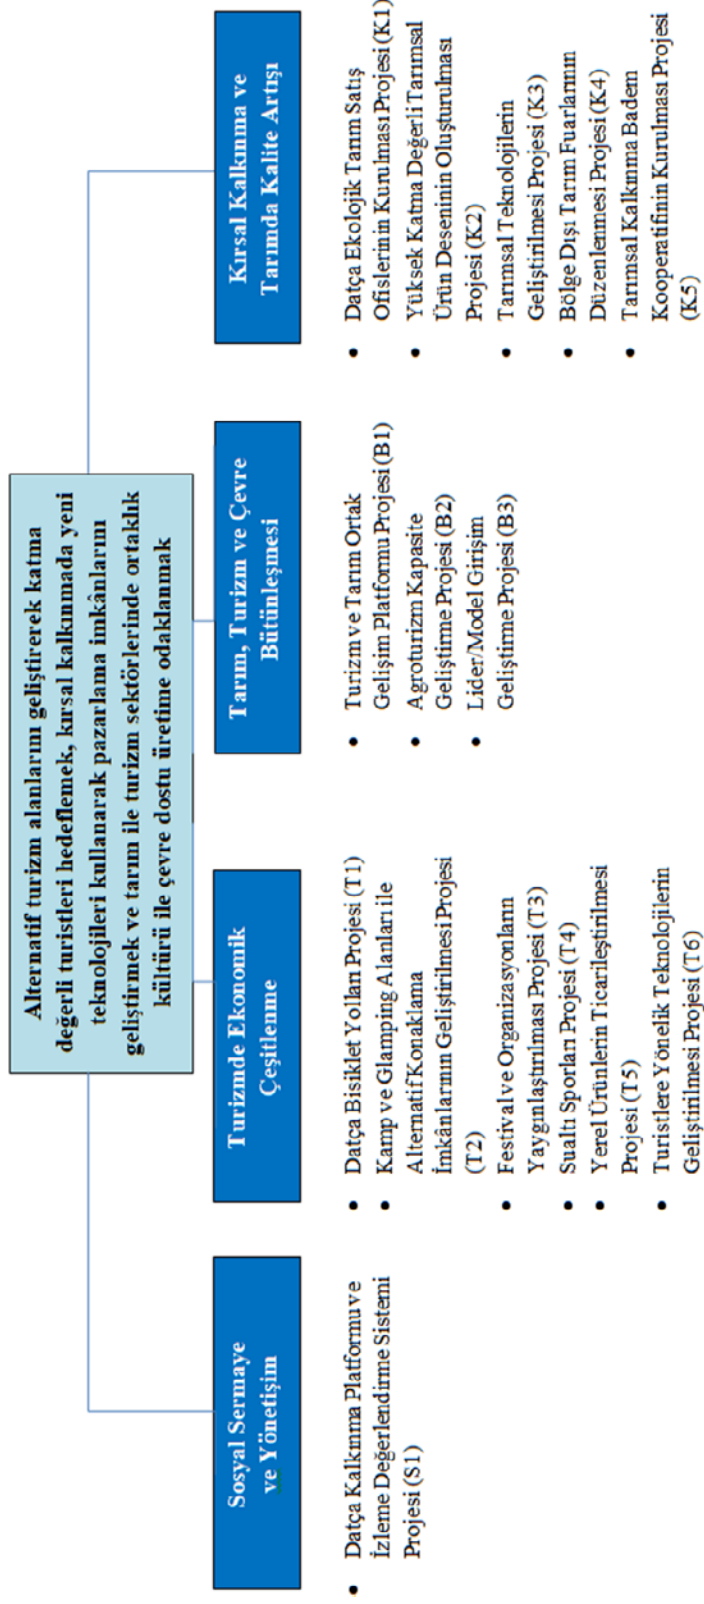 Alternatif turizm alanlarını geliştirerek katma
değerli turistleri hedeflemek, kırsal kalkınmada yeni
teknolojileri kullanarak pazarlama imkânlarını
geliştirmek ve tarım ile turizm sektörlerinde ortaklık
kültürü ile çevre dostu üretime odaklanmak
Sosyal Sermaye
ve Yönetişim
• Datça Kalkınma Platformu ve
İzleme Değerlendirme Sistemi
Projesi (S1)
Turizmde Ekonomik
Çeşitlenme
• Datça Bisiklet Yolları Projesi (T1)
• Kamp ve Glamping Alanları ile
Alternatif Konaklama
İmkânlarının Geliştirilmesi Projesi
(T2)
• Festival ve Organizasyonların
Yaygınlaştırılması Projesi (T3)
• Sualtı Sporları Projesi (T4)
• Yerel Ürünlerin Ticarileştirilmesi
Projesi (T5)
• Turistlere Yönelik Teknolojilerin
Geliştirilmesi Projesi (T6)
Tarım, Turizm ve Çevre
Bütünleşmesi
• Turizm ve Tarım Ortak
Gelişim Platformu Projesi (B1)
• Agroturizm Kapasite
Geliştirme Projesi (B2)
• Lider/Model Girişim
Geliştirme Projesi (B3)
Kırsal Kalkınma ve
Tarımda Kalite Artışı
• Datça Ekolojik Tarım Satış
Ofislerinin Kurulması Projesi (K1)
• Yüksek Katma Değerli Tarımsal
Ürün Deseninin Oluşturulması
Projesi (K2)
• Tarımsal Teknolojilerin
Geliştirilmesi Projesi (K3)
• Bölge Dışı Tarım Fuarlarının
Düzenlenmesi Projesi (K4)
• Tarımsal Kalkınma Badem
Kooperatifinin Kurulması Projesi
(K5)